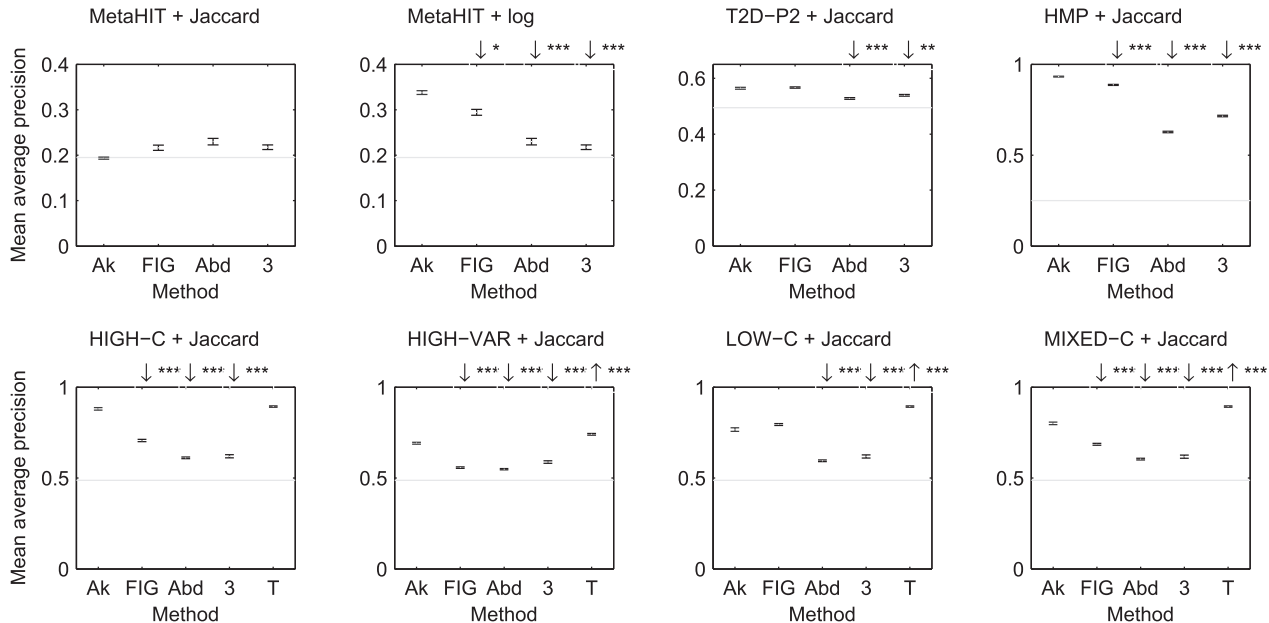 MetaHIT + Jaccard
MetaHIT + log
T2D−P2 + Jaccard
HMP + Jaccard
↓ * ↓ *** ↓ ***
↓ *** ↓ **
↓ *** ↓ *** ↓ ***
Mean average precision
0.4
0.3
0.2
0.1
0
Ak FIG Abd 3
Method
0.4
0.3
0.2
0.1
0
Ak FIG Abd 3
Method
0.6
0.4
0.2
0
Ak FIG Abd 3
Method
1
0.5
0
Ak FIG Abd 3
Method
HIGH−C + Jaccard
HIGH−VAR + Jaccard
LOW−C + Jaccard
MIXED−C + Jaccard
↓ *** ↓ *** ↓ ***
↓ *** ↓ *** ↓ *** ↑ ***
↓ *** ↓ *** ↑ ***
↓ *** ↓ *** ↓ *** ↑ ***
Mean average precision
1
0.5
0
Ak FIG Abd 3 T
Method
1
0.5
0
Ak FIG Abd 3 T
Method
1
0.5
0
Ak FIG Abd 3 T
Method
1
0.5
0
Ak FIG Abd 3 T
Method